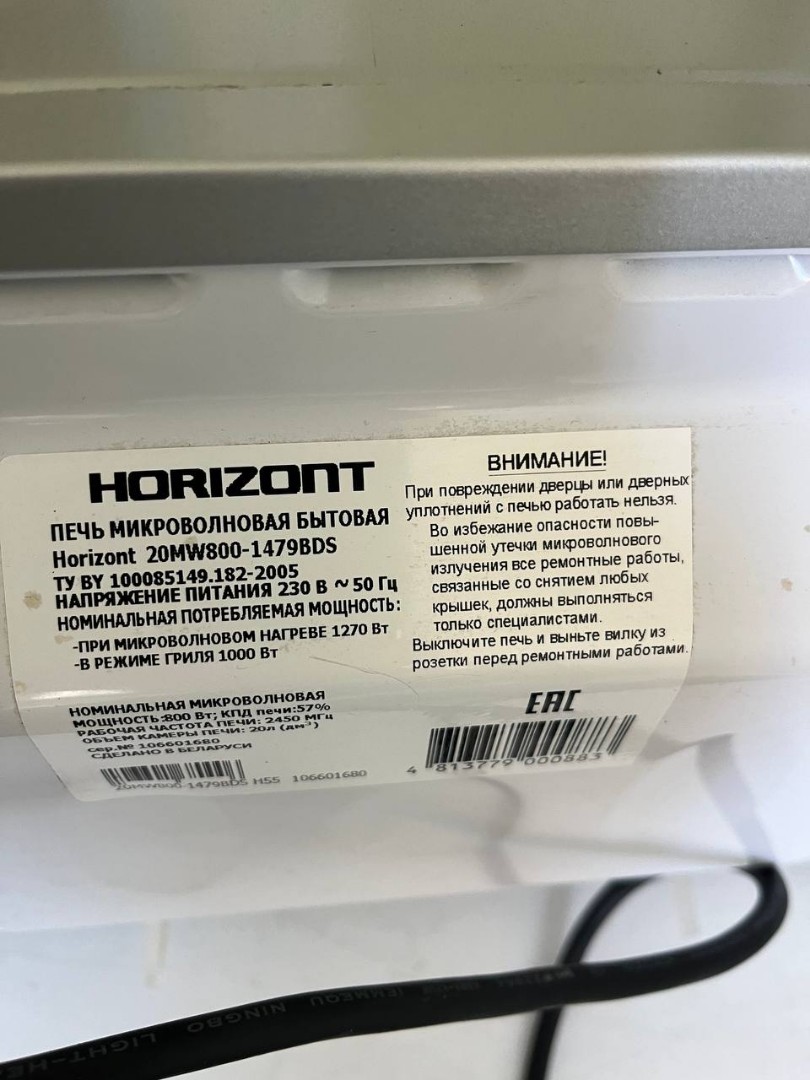 HORIZONT
ПЕЧЬ МИКРОВОЛНОВАЯ БЫТОВАЯ
Horizont 20MW800-1479BDS
ТУ BY 100085149.182-2005
НАПРЯЖЕНИЕ ПИТАНИЯ 230 В ~ 50 Гц
НОМИНАЛЬНАЯ ПОТРЕБЛЯЕМАЯ МОЩНОСТЬ:
-ПРИ МИКРОВОЛНОВОМ НАГРЕВЕ 1270 Вт
-В РЕЖИМЕ ГРИЛЯ 1000 Вт
НОМИНАЛЬНАЯ МИКРОВОЛНОВАЯ
МОЩНОСТЬ:800 Вт; КПД печи:57%
РАБОЧАЯ ЧАСТОТА ПЕЧИ: 2450 МГц
ОБЪЕМ КАМЕРЫ ПЕЧИ: 20л (дм³)
сер.№ 106601680
СДЕЛАНО В БЕЛАРУСИ
20MW800-1479BDS H55 106601680
ВНИМАНИЕ!
При повреждении дверцы или дверных
уплотнений с печью работать нельзя.
Во избежание опасности повы-
шенной утечки микроволнового
излучения все ремонтные работы,
связанные со снятием любых
крышек, должны выполняться
только специалистами.
Выключите печь и выньте вилку из
розетки перед ремонтными работами.
EAC
4 813779 000883
LIGHT-HE
NINGBO